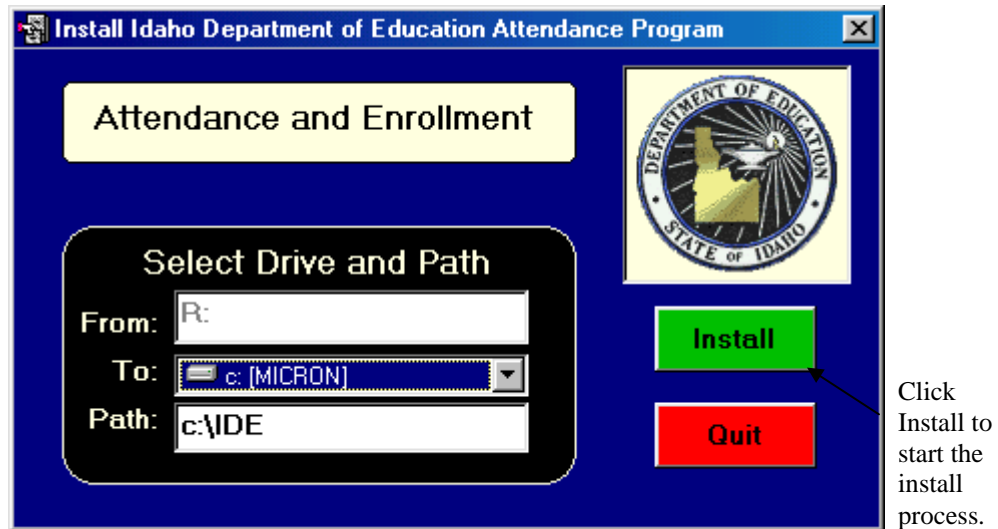 Install Idaho Department of Education Attendance Program
Attendance and Enrollment
DEPARTMENT OF EDUCATION
STATE OF IDAHO
Select Drive and Path
From: R:
To: c: [MICRON]
Path: c:\IDE
Install
Quit
Click
Install to
start the
install
process.